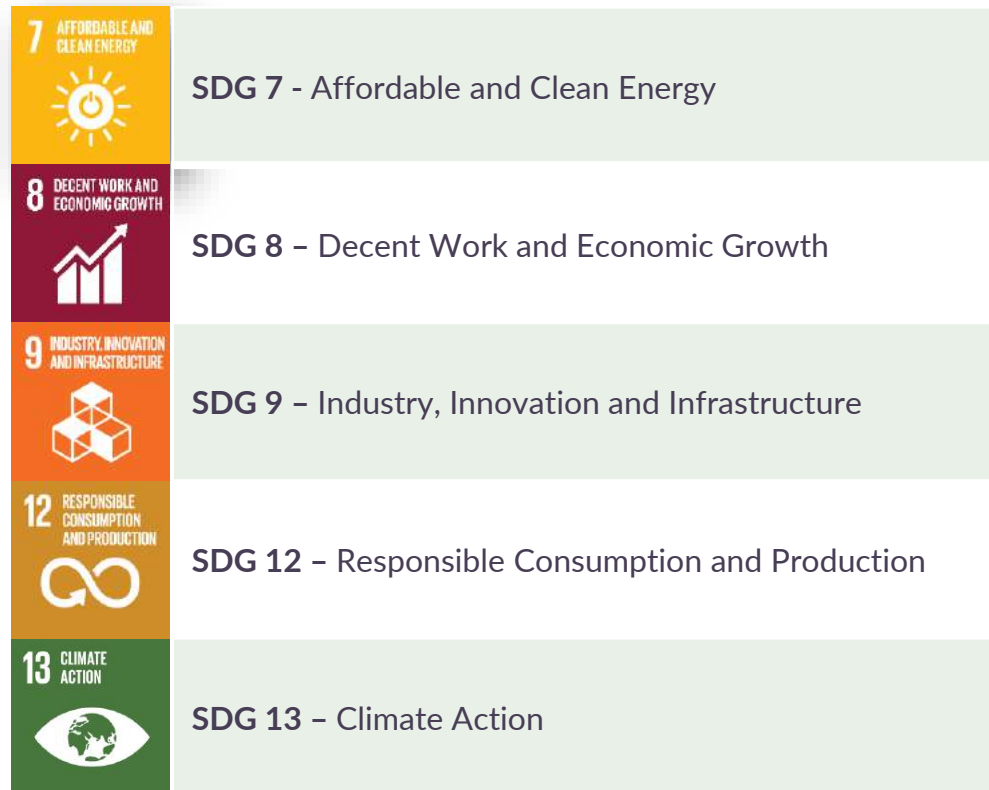 7 AFFORDABLE AND
CLEAN ENERGY
SDG 7 - Affordable and Clean Energy
8 DECENT WORK AND
ECONOMIC GROWTH
SDG 8 – Decent Work and Economic Growth
9 INDUSTRY, INNOVATION
AND INFRASTRUCTURE
SDG 9 – Industry, Innovation and Infrastructure
12 RESPONSIBLE
CONSUMPTION
AND PRODUCTION
SDG 12 – Responsible Consumption and Production
13 CLIMATE
ACTION
SDG 13 – Climate Action